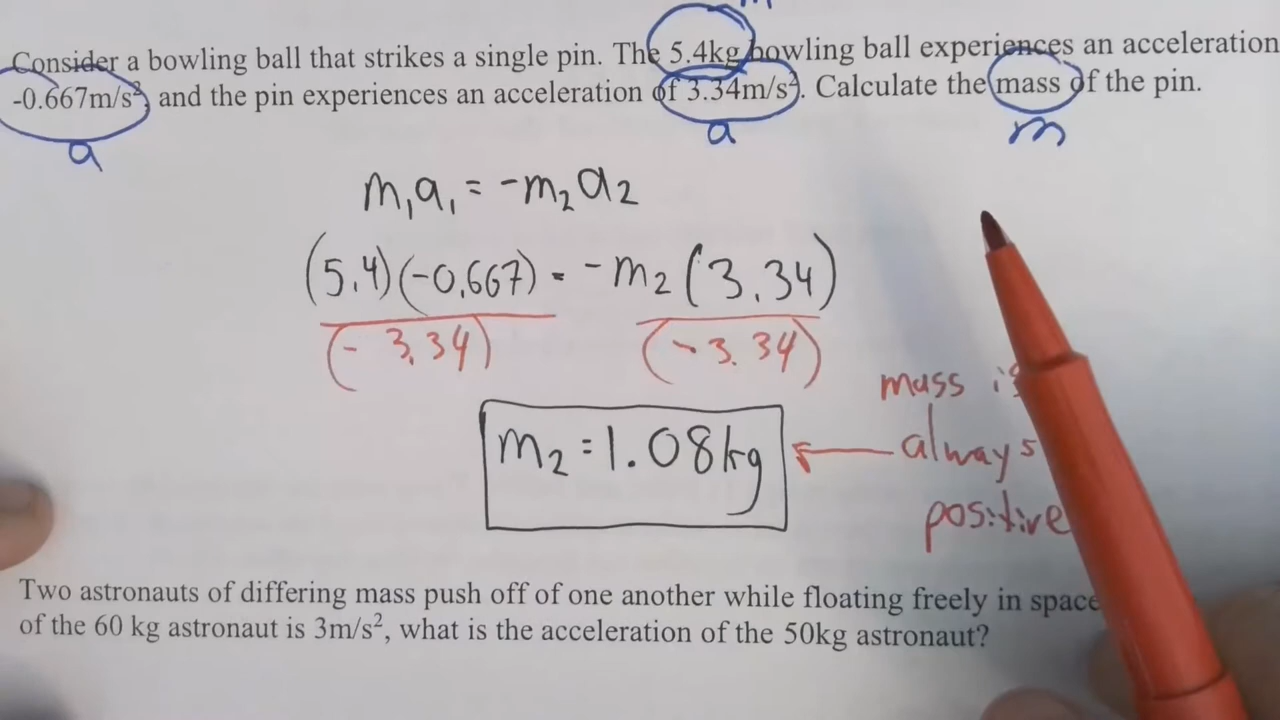 Consider a bowling ball that strikes a single pin. The 5.4kg bowling ball experiences an acceleration
-0.667m/s², and the pin experiences an acceleration of 3.34m/s². Calculate the mass of the pin.
a a m
m₁a₁ = -m₂a₂
(5.4)(-0.667) = -m₂(3.34)
(-3.34) (-3.34)
mass is
m₂ = 1.08kg always
positive
Two astronauts of differing mass push off of one another while floating freely in space
of the 60 kg astronaut is 3m/s², what is the acceleration of the 50kg astronaut?